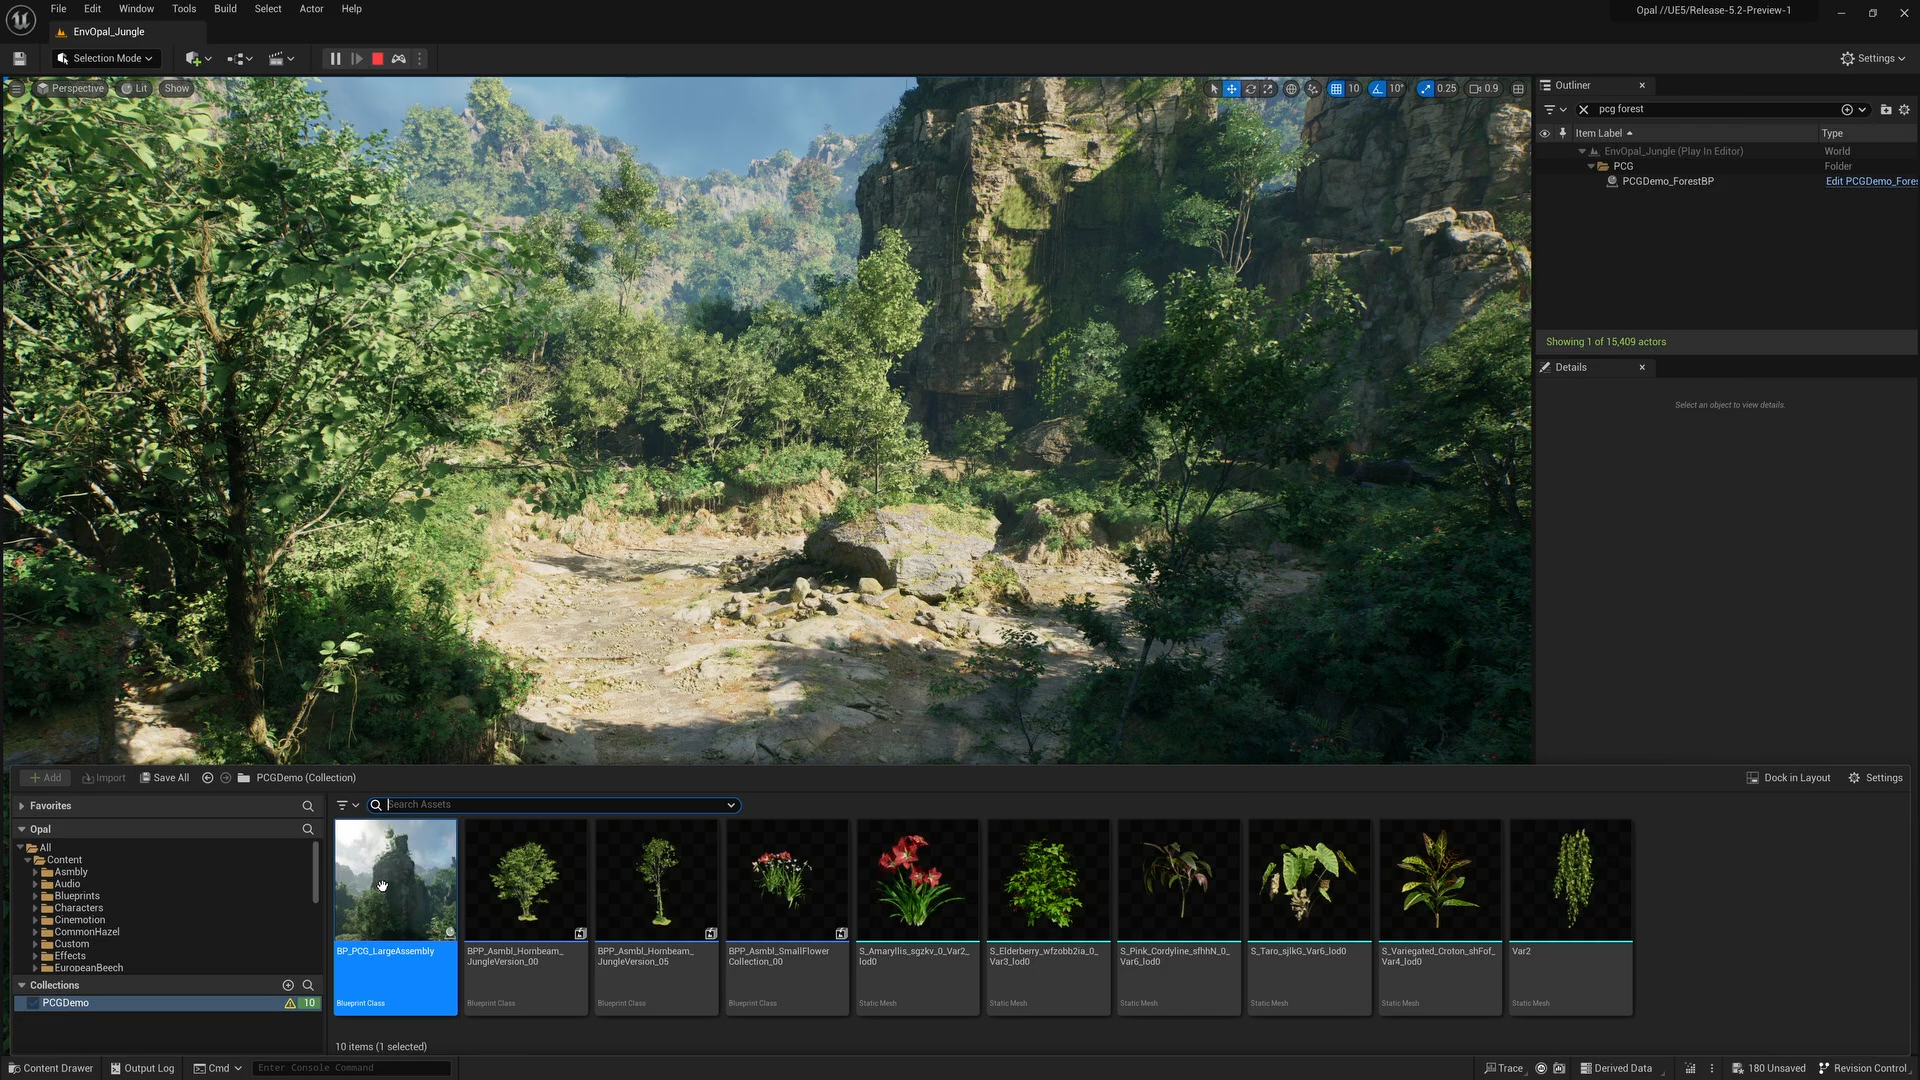 File Edit Window Tools Build Select Actor Help
Opal //UE5/Release-5.2-Preview-1
EnvOpal_Jungle
Selection Mode
Settings
Perspective Lit Show
10 10° 0.25 0.9
Outliner
pcg forest
Item Label Type
EnvOpal_Jungle (Play In Editor) World
PCG Folder
PCGDemo_ForestBP Edit PCGDemo_Fores
Showing 1 of 15,409 actors
Details
Select an object to view details.
Add Import Save All PCGDemo (Collection) Dock in Layout Settings
Favorites
Search Assets
Opal
All
Content
Asmbly
Audio
Blueprints
Characters
Cinemotion
CommonHazel
Custom
Effects
EuropeanBeech
Collections
PCGDemo 10
BP_PCG_LargeAssembly
Blueprint Class
BPP_Asmbl_Hornbeam_
JungleVersion_00
Blueprint Class
BPP_Asmbl_Hornbeam_
JungleVersion_05
Blueprint Class
BPP_Asmbl_SmallFlower
Collection_00
Blueprint Class
S_Amaryllis_sgzkv_0_Var2_
lod0
Static Mesh
S_Elderberry_wfzobb2ia_0_
Var3_lod0
Static Mesh
S_Pink_Cordyline_sfhhN_0_
Var6_lod0
Static Mesh
S_Taro_sjlkG_Var6_lod0
Static Mesh
S_Variegated_Croton_shFof_
Var4_lod0
Static Mesh
Var2
Static Mesh
10 items (1 selected)
Content Drawer Output Log Cmd Enter Console Command Trace Derived Data 180 Unsaved Revision Control